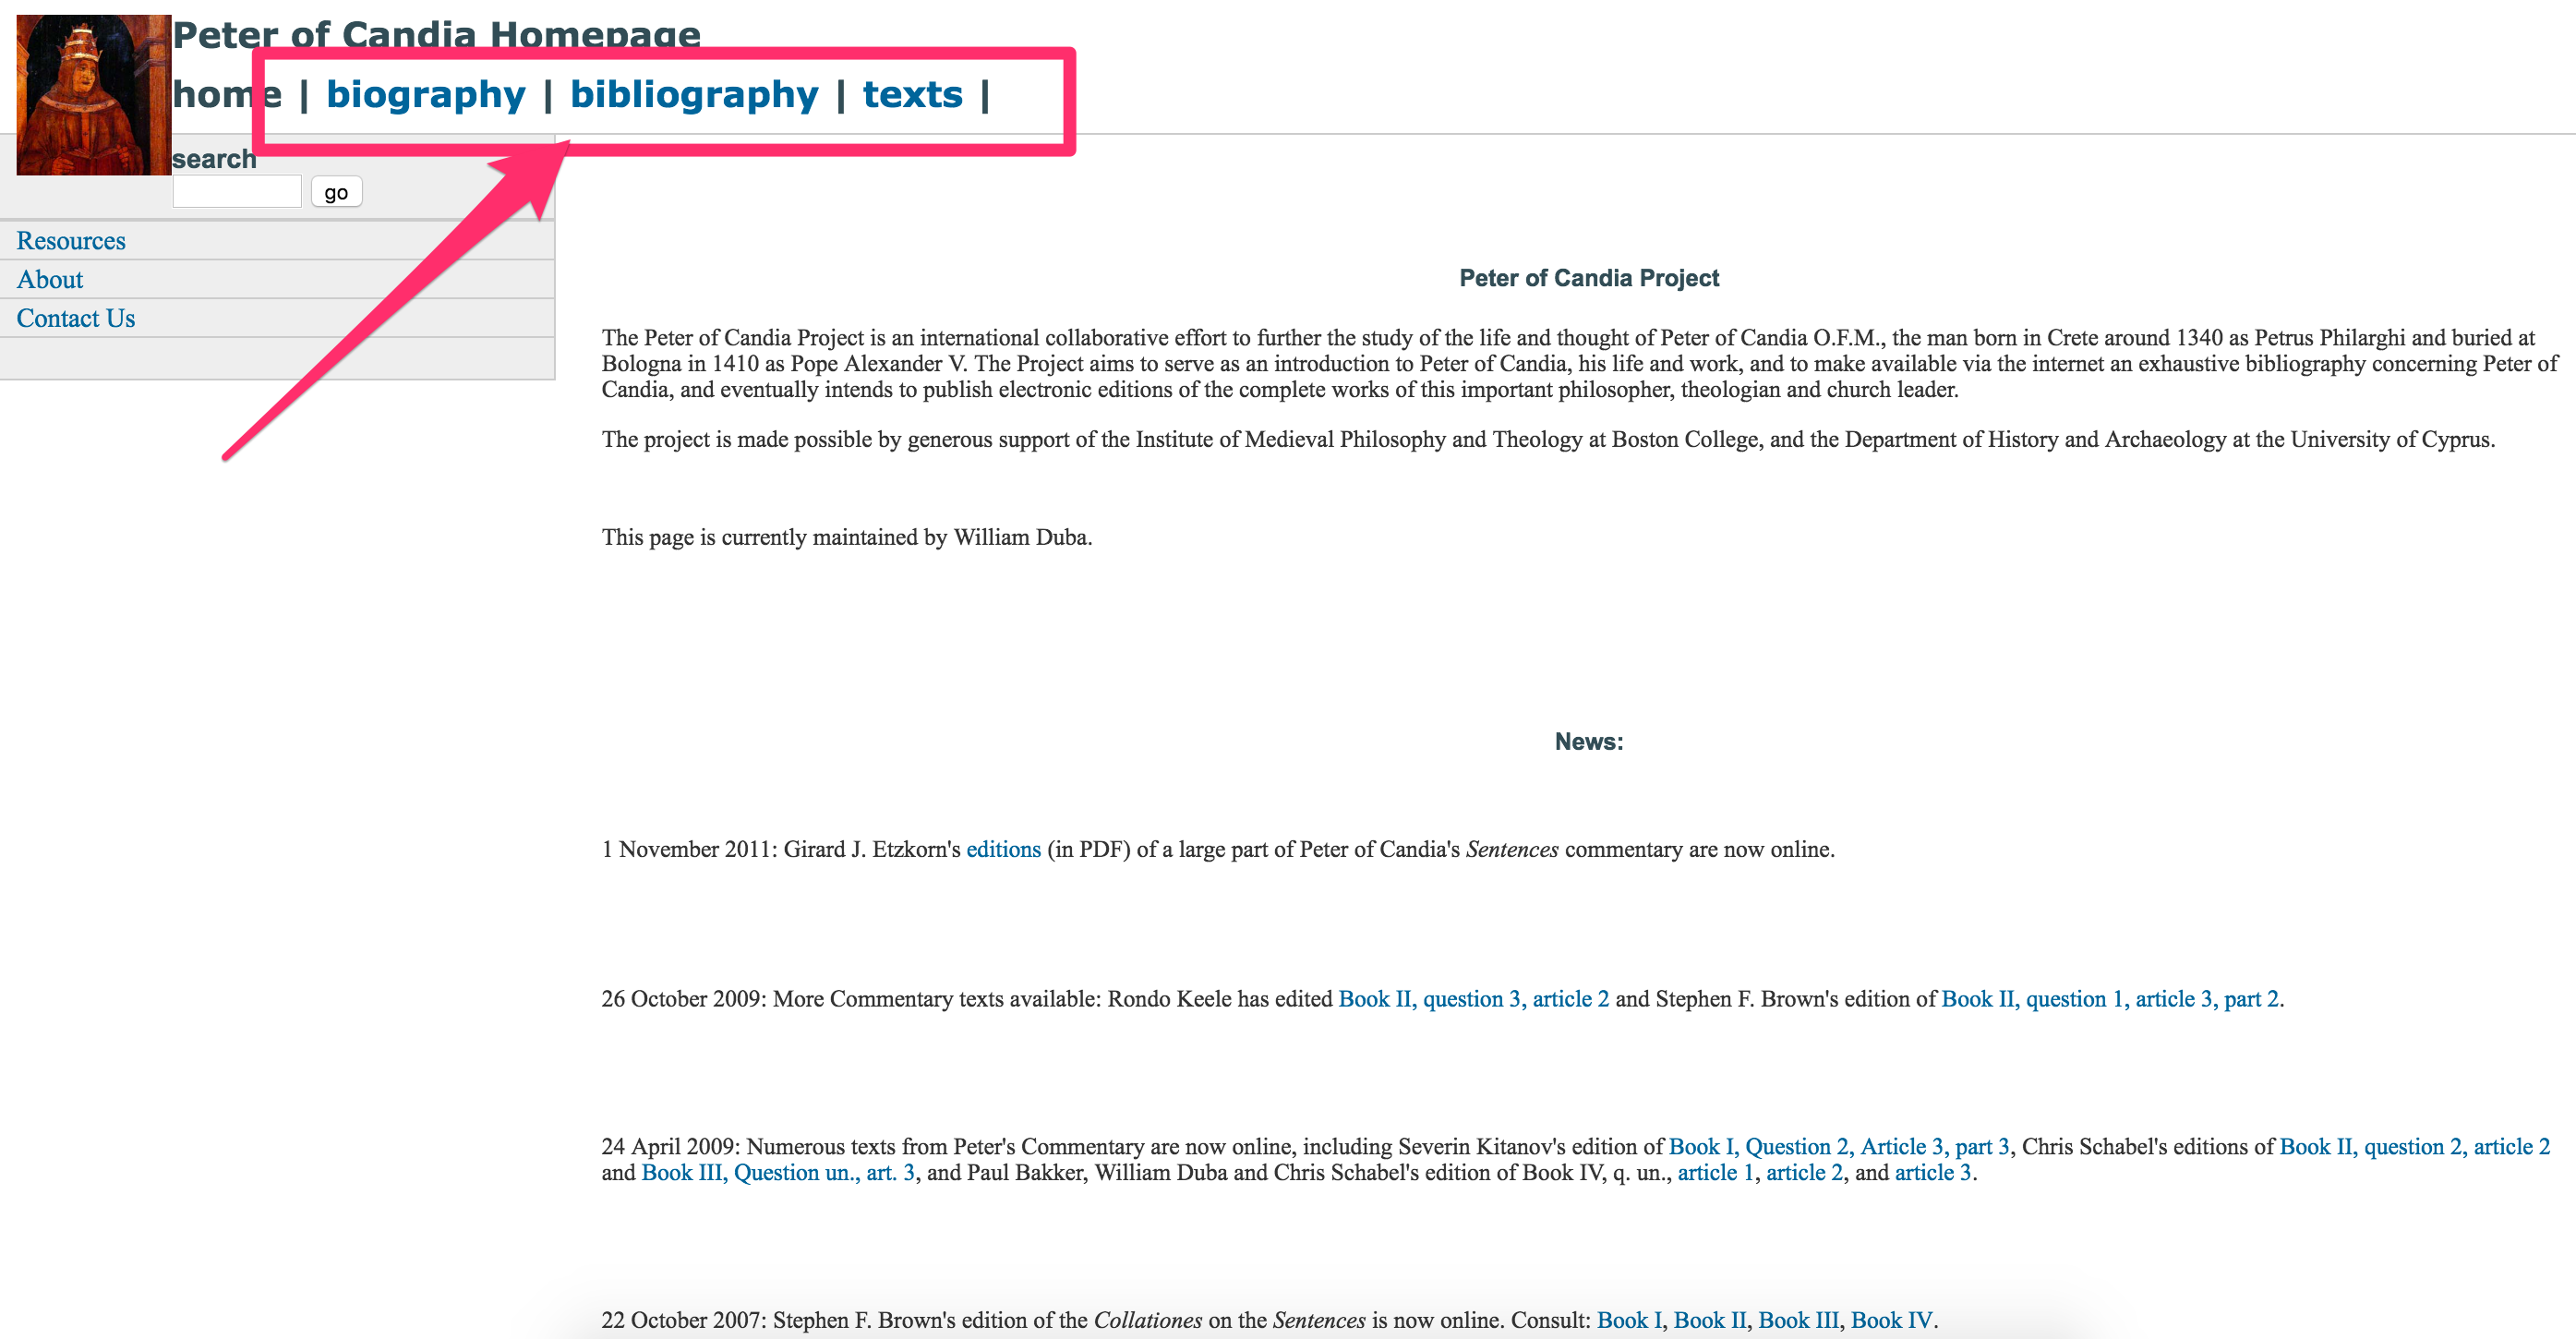 Peter of Candia Homepage
home | biography | bibliography | texts |
search
go
Resources
About
Contact Us
Peter of Candia Project
The Peter of Candia Project is an international collaborative effort to further the study of the life and thought of Peter of Candia O.F.M., the man born in Crete around 1340 as Petrus Philarghi and buried at
Bologna in 1410 as Pope Alexander V. The Project aims to serve as an introduction to Peter of Candia, his life and work, and to make available via the internet an exhaustive bibliography concerning Peter of
Candia, and eventually intends to publish electronic editions of the complete works of this important philosopher, theologian and church leader.
The project is made possible by generous support of the Institute of Medieval Philosophy and Theology at Boston College, and the Department of History and Archaeology at the University of Cyprus.
This page is currently maintained by William Duba.
News:
1 November 2011: Girard J. Etzkorn's editions (in PDF) of a large part of Peter of Candia's Sentences commentary are now online.
26 October 2009: More Commentary texts available: Rondo Keele has edited Book II, question 3, article 2 and Stephen F. Brown's edition of Book II, question 1, article 3, part 2.
24 April 2009: Numerous texts from Peter's Commentary are now online, including Severin Kitanov's edition of Book I, Question 2, Article 3, part 3, Chris Schabel's editions of Book II, question 2, article 2
and Book III, Question un., art. 3, and Paul Bakker, William Duba and Chris Schabel's edition of Book IV, q. un., article 1, article 2, and article 3.
22 October 2007: Stephen F. Brown's edition of the Collationes on the Sentences is now online. Consult: Book I, Book II, Book III, Book IV.